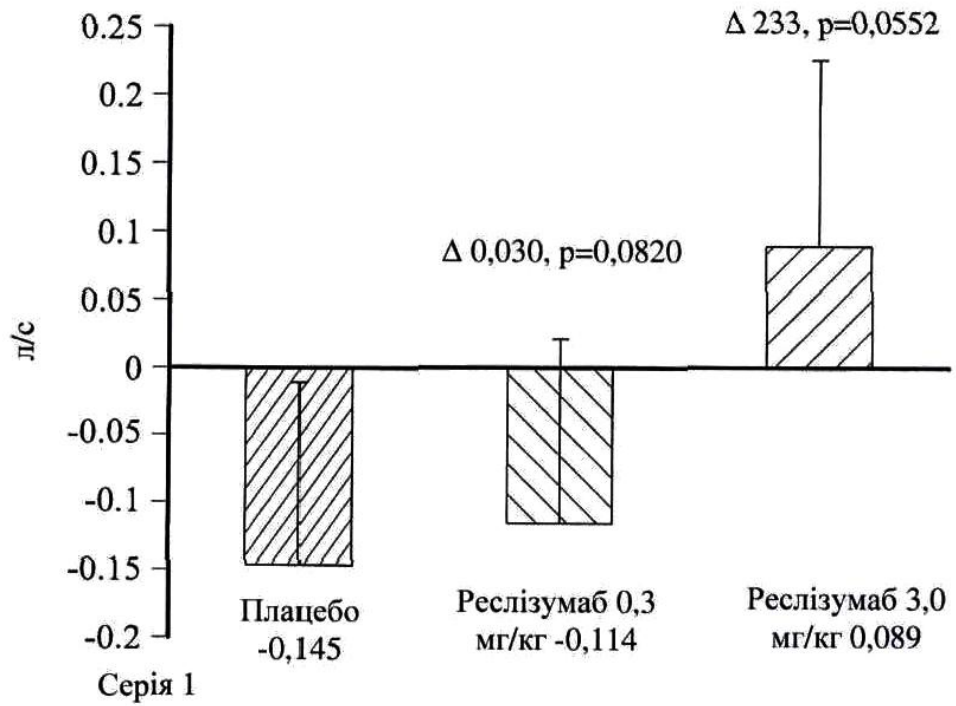 Δ 233, p=0,0552
0.25
0.2
0.15
0.1
Δ 0,030, p=0,0820
0.05
л/с
0
-0.05
-0.1
-0.15
-0.2
Плацебо
-0,145
Реслізумаб 0,3
мг/кг -0,114
Реслізумаб 3,0
мг/кг 0,089
Серія 1